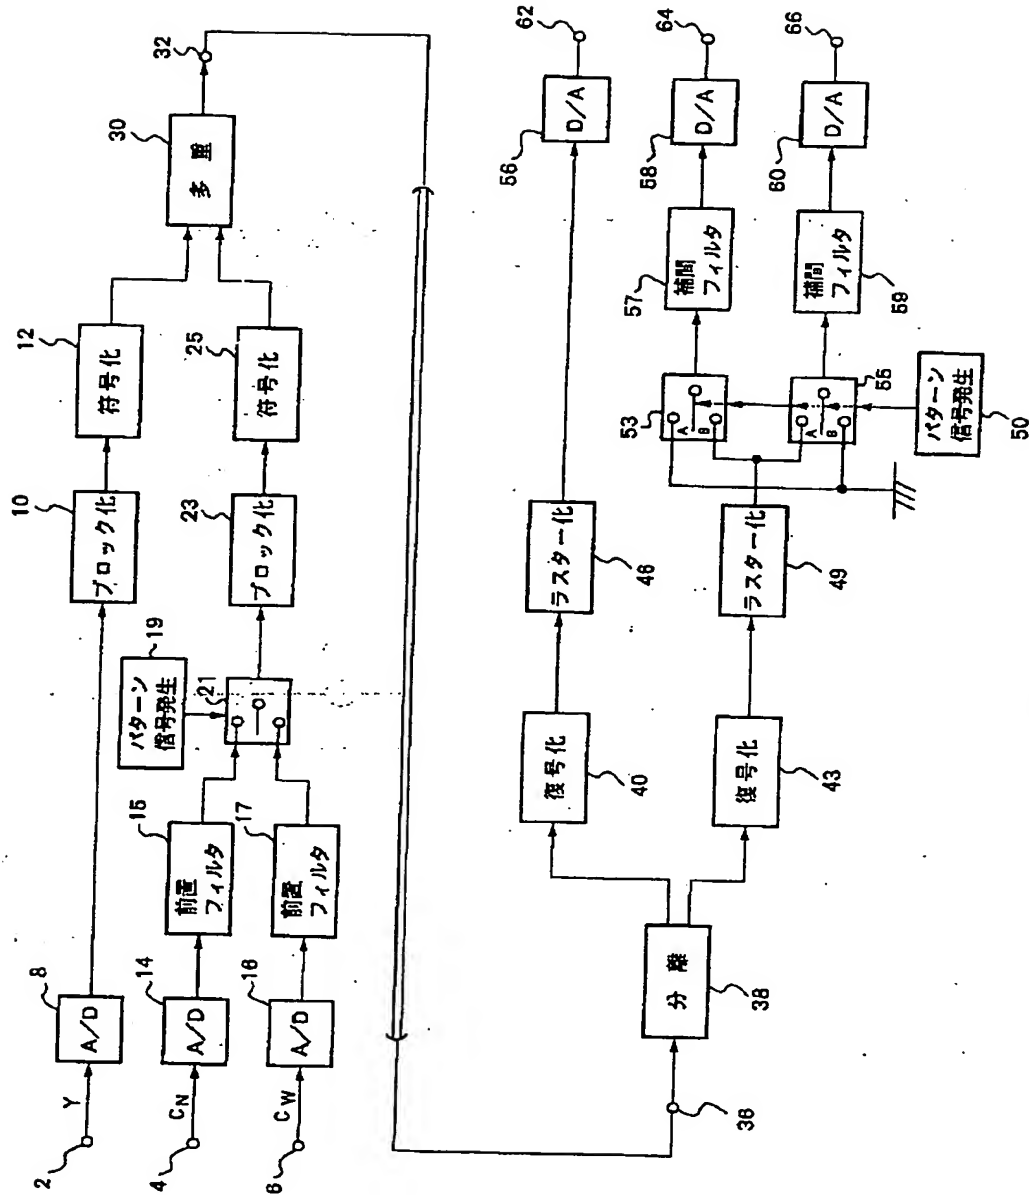 2
Y
8
A/D
10
ブロック化
12
符号化
30
多重
32
4
CN
14
A/D
15
前置
フィルタ
19
パターン
信号発生
21
23
ブロック化
25
符号化
6
CW
16
A/D
17
前置
フィルタ
36
38
分離
40
復号化
46
ラスター化
56
D/A
62
43
復号化
49
ラスター化
53
A
B
57
補間
フィルタ
58
D/A
64
55
A
B
59
補間
フィルタ
60
D/A
66
50
パターン
信号発生